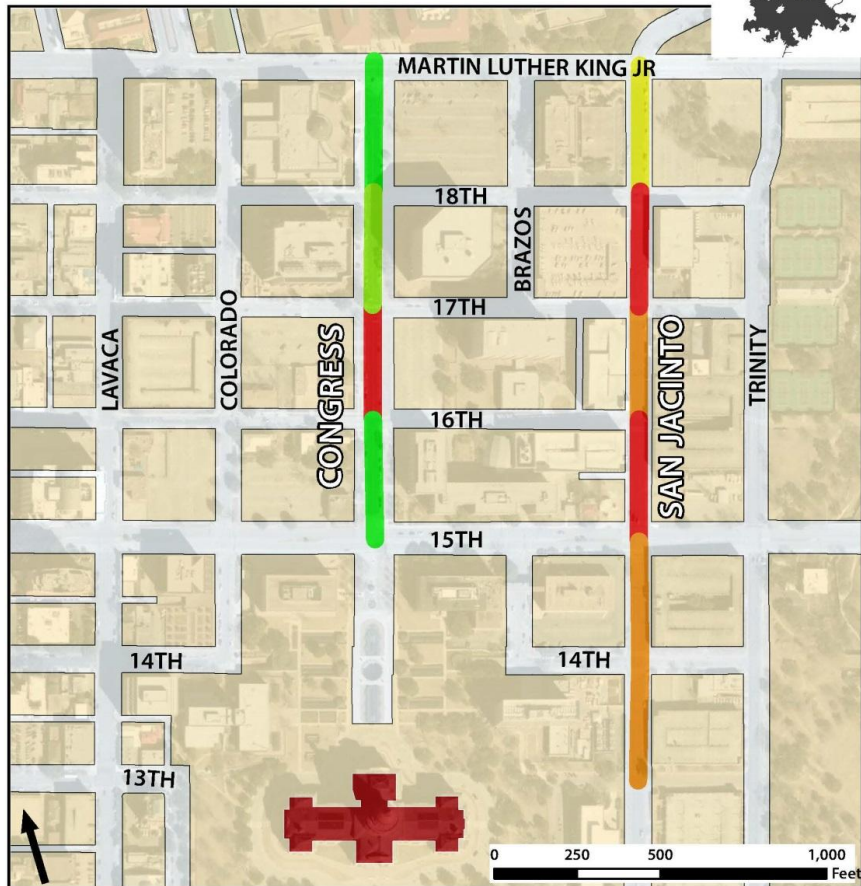 MARTIN LUTHER KING JR
18TH
BRAZOS
17TH
LAVACA
COLORADO
CONGRESS
SAN JACINTO
TRINITY
16TH
15TH
14TH
14TH
13TH
0 250 500 1,000
Feet